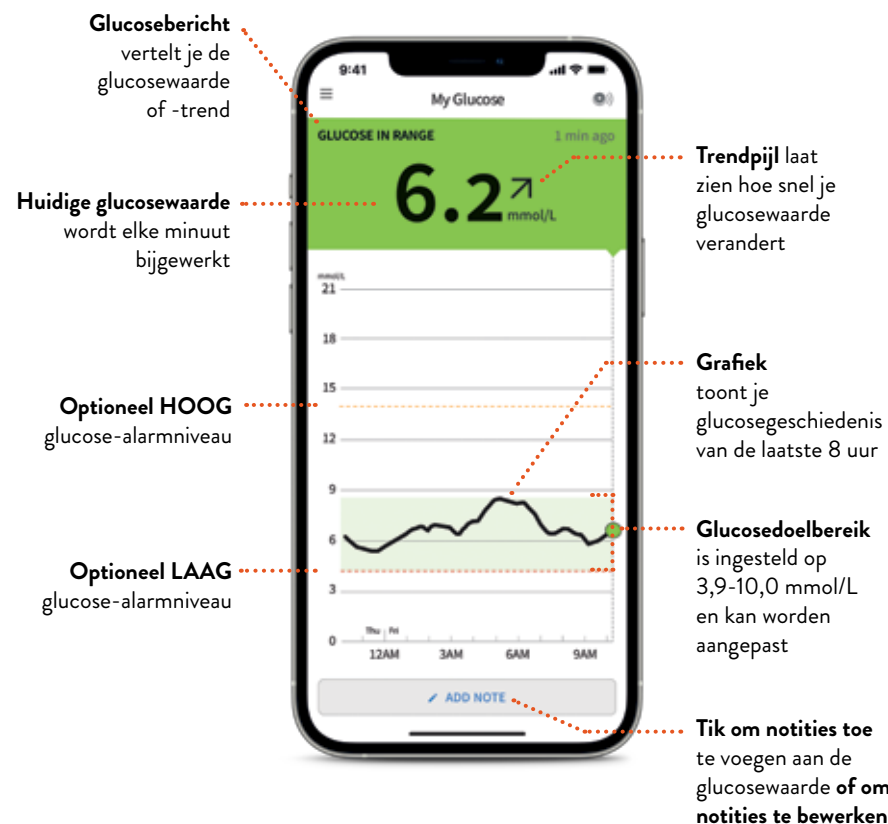 Glucosebericht
vertelt je de
glucosewaarde
of -trend
Huidige glucosewaarde
wordt elke minuut
bijgewerkt
Optioneel HOOG
glucose-alarmniveau
Optioneel LAAG
glucose-alarmniveau
9:41
My Glucose
GLUCOSE IN RANGE
1 min ago
6.2
mmol/L
mmol/L
21
18
15
12
9
6
3
0
Thu Fri
12AM 3AM 6AM 9AM
ADD NOTE
Trendpijl laat
zien hoe snel je
glucosewaarde
verandert
Grafiek
toont je
glucosegeschiedenis
van de laatste 8 uur
Glucosedoelbereik
is ingesteld op
3,9-10,0 mmol/L
en kan worden
aangepast
Tik om notities toe
te voegen aan de
glucosewaarde of om
notities te bewerken